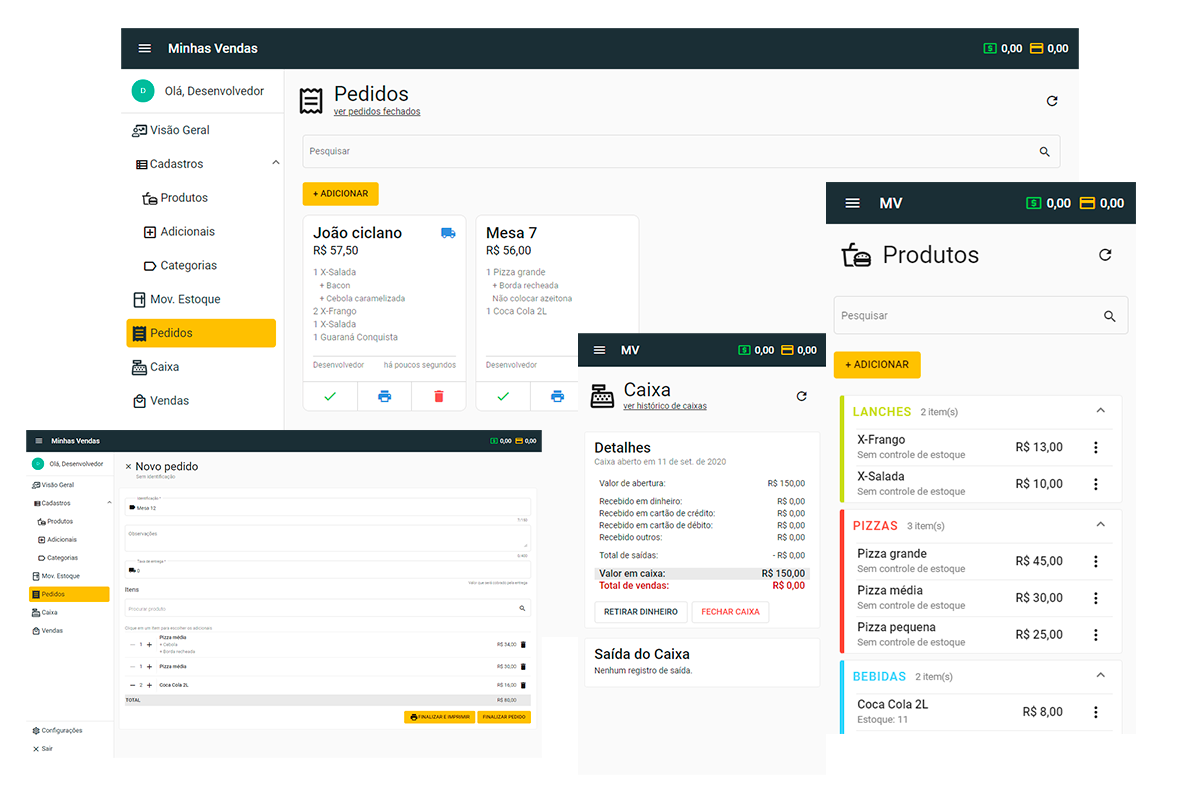 Minhas Vendas
0,00 0,00
D Olá, Desenvolvedor
Visão Geral
Cadastros
Produtos
Adicionais
Categorias
Mov. Estoque
Pedidos
Caixa
Vendas
Pedidos
ver pedidos fechados
Pesquisar
+ ADICIONAR
João ciclano
R$ 57,50
1 X-Salada
+ Bacon
+ Cebola caramelizada
2 X-Frango
1 X-Salada
1 Guaraná Conquista
Desenvolvedor há poucos segundos
Mesa 7
R$ 56,00
1 Pizza grande
+ Borda recheada
Não colocar azeitona
1 Coca Cola 2L
Desenvolvedor
Minhas Vendas
0,00 0,00
D Olá, Desenvolvedor
Visão Geral
Cadastros
Produtos
Adicionais
Categorias
Mov. Estoque
Pedidos
Caixa
Vendas
Configurações
Sair
× Novo pedido
Sem identificação
Identificação *
Mesa 12
7/150
Observações
0/400
Taxa de entrega *
0
Valor que será cobrado pela entrega
Itens
Procurar produto
Clique em um item para escolher os adicionais
1 + Pizza média R$ 34,00
+ Cebola
+ Borda recheada
1 + Pizza média R$ 30,00
− 2 + Coca Cola 2L R$ 16,00
TOTAL R$ 80,00
FINALIZAR E IMPRIMIR
FINALIZAR PEDIDO
MV
0,00 0,00
Caixa
ver histórico de caixas
Detalhes
Caixa aberto em 11 de set. de 2020
Valor de abertura: R$ 150,00
Recebido em dinheiro: R$ 0,00
Recebido em cartão de crédito: R$ 0,00
Recebido em cartão de débito: R$ 0,00
Recebido outros: R$ 0,00
Total de saídas: - R$ 0,00
Valor em caixa: R$ 150,00
Total de vendas: R$ 0,00
RETIRAR DINHEIRO
FECHAR CAIXA
Saída do Caixa
Nenhum registro de saída.
MV
0,00 0,00
Produtos
Pesquisar
+ ADICIONAR
LANCHES 2 item(s)
X-Frango R$ 13,00
Sem controle de estoque
X-Salada R$ 10,00
Sem controle de estoque
PIZZAS 3 item(s)
Pizza grande R$ 45,00
Sem controle de estoque
Pizza média R$ 30,00
Sem controle de estoque
Pizza pequena R$ 25,00
Sem controle de estoque
BEBIDAS 2 item(s)
Coca Cola 2L R$ 8,00
Estoque: 11